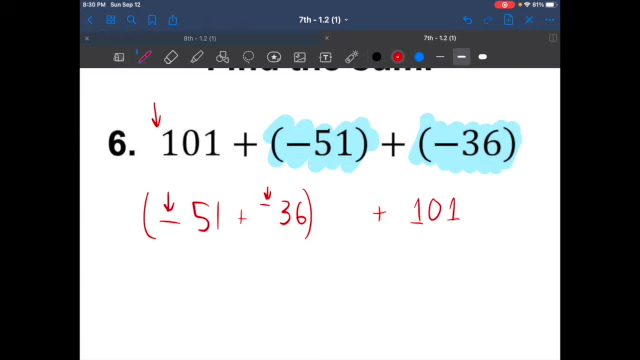 8:30 PM Sun Sep 12
81%
7th - 1.2 (1)
8th - 1.2 (1)
7th - 1.2 (1)
6. 101 + (−51) + (−36)
(− 51 + −36) + 101